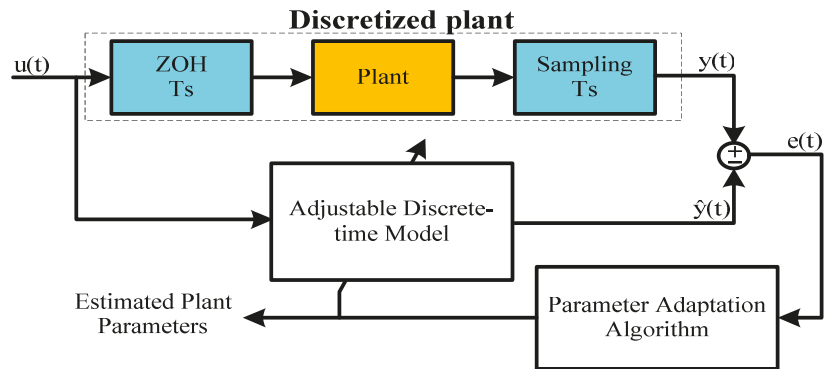 Discretized plant
u(t)
ZOH
Ts
Plant
Sampling
Ts
y(t)
±
e(t)
Adjustable Discrete-
time Model
ŷ(t)
Estimated Plant
Parameters
Parameter Adaptation
Algorithm